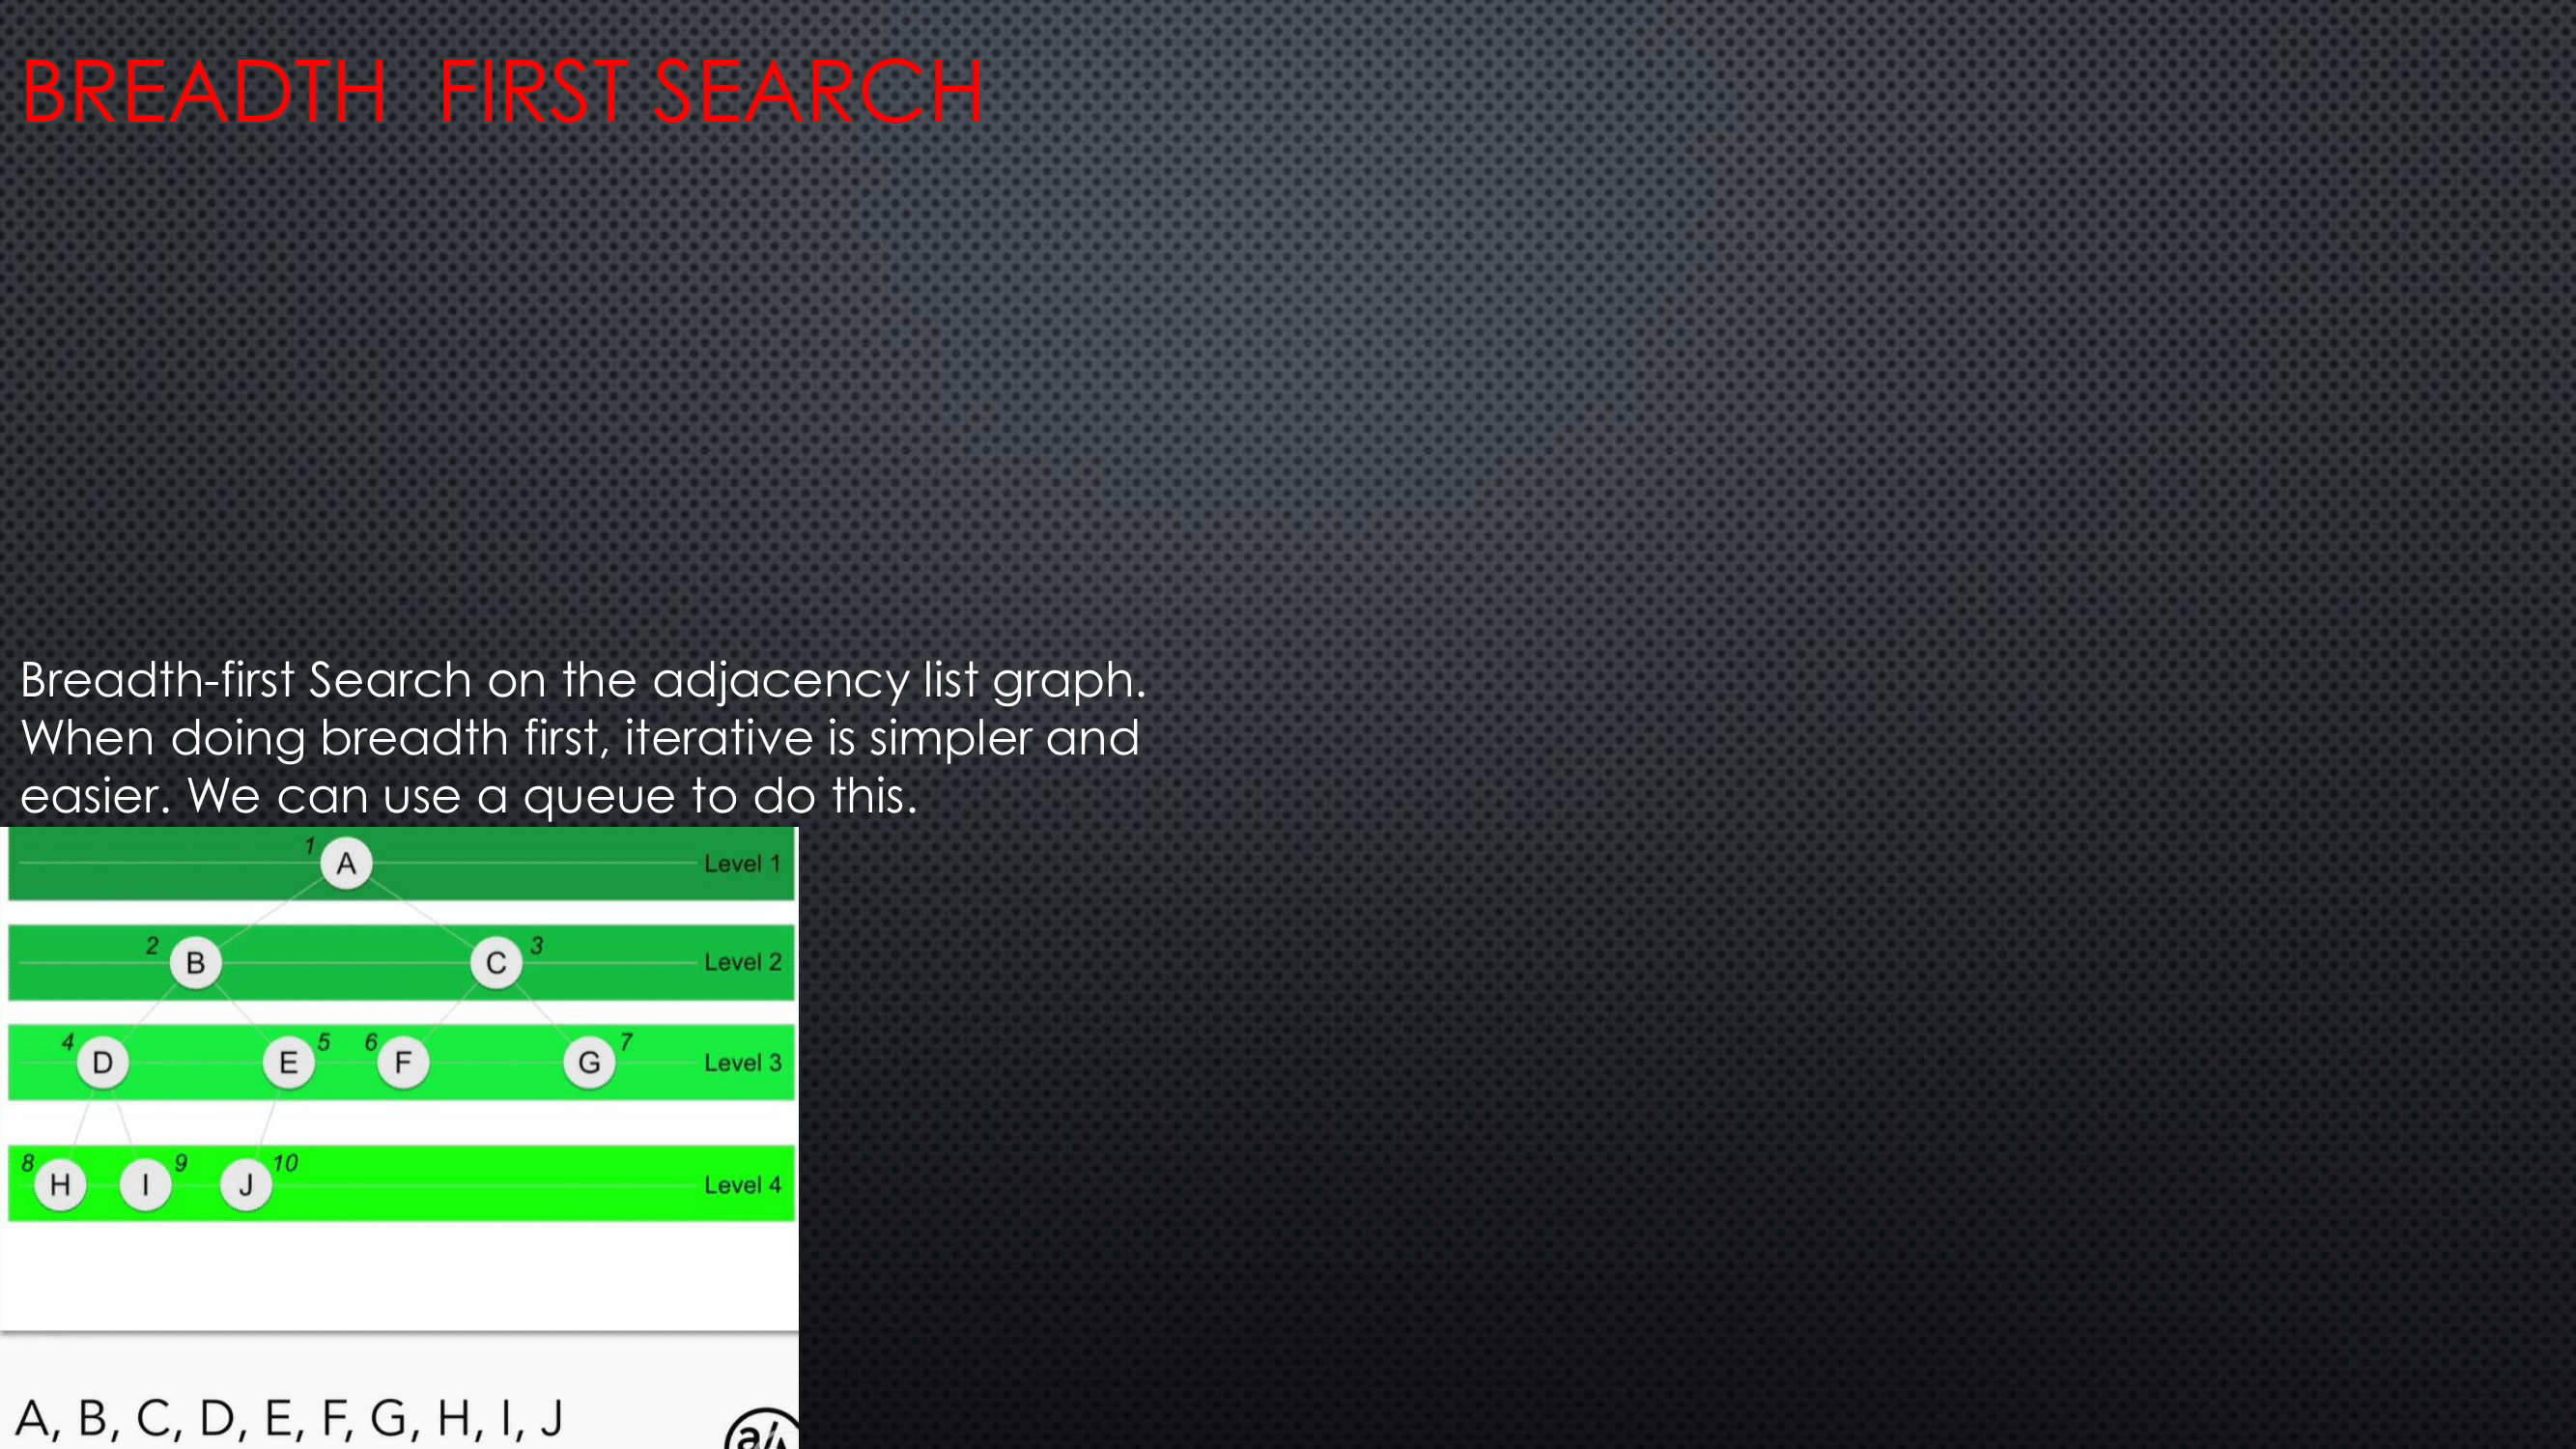 BREADTH FIRST SEARCH
Breadth-first Search on the adjacency list graph.
When doing breadth first, iterative is simpler and
easier. We can use a queue to do this.
1 A Level 1
2 B C 3 Level 2
4 D E 5 6 F G 7 Level 3
8 H I 9 J 10 Level 4
A, B, C, D, E, F, G, H, I, J